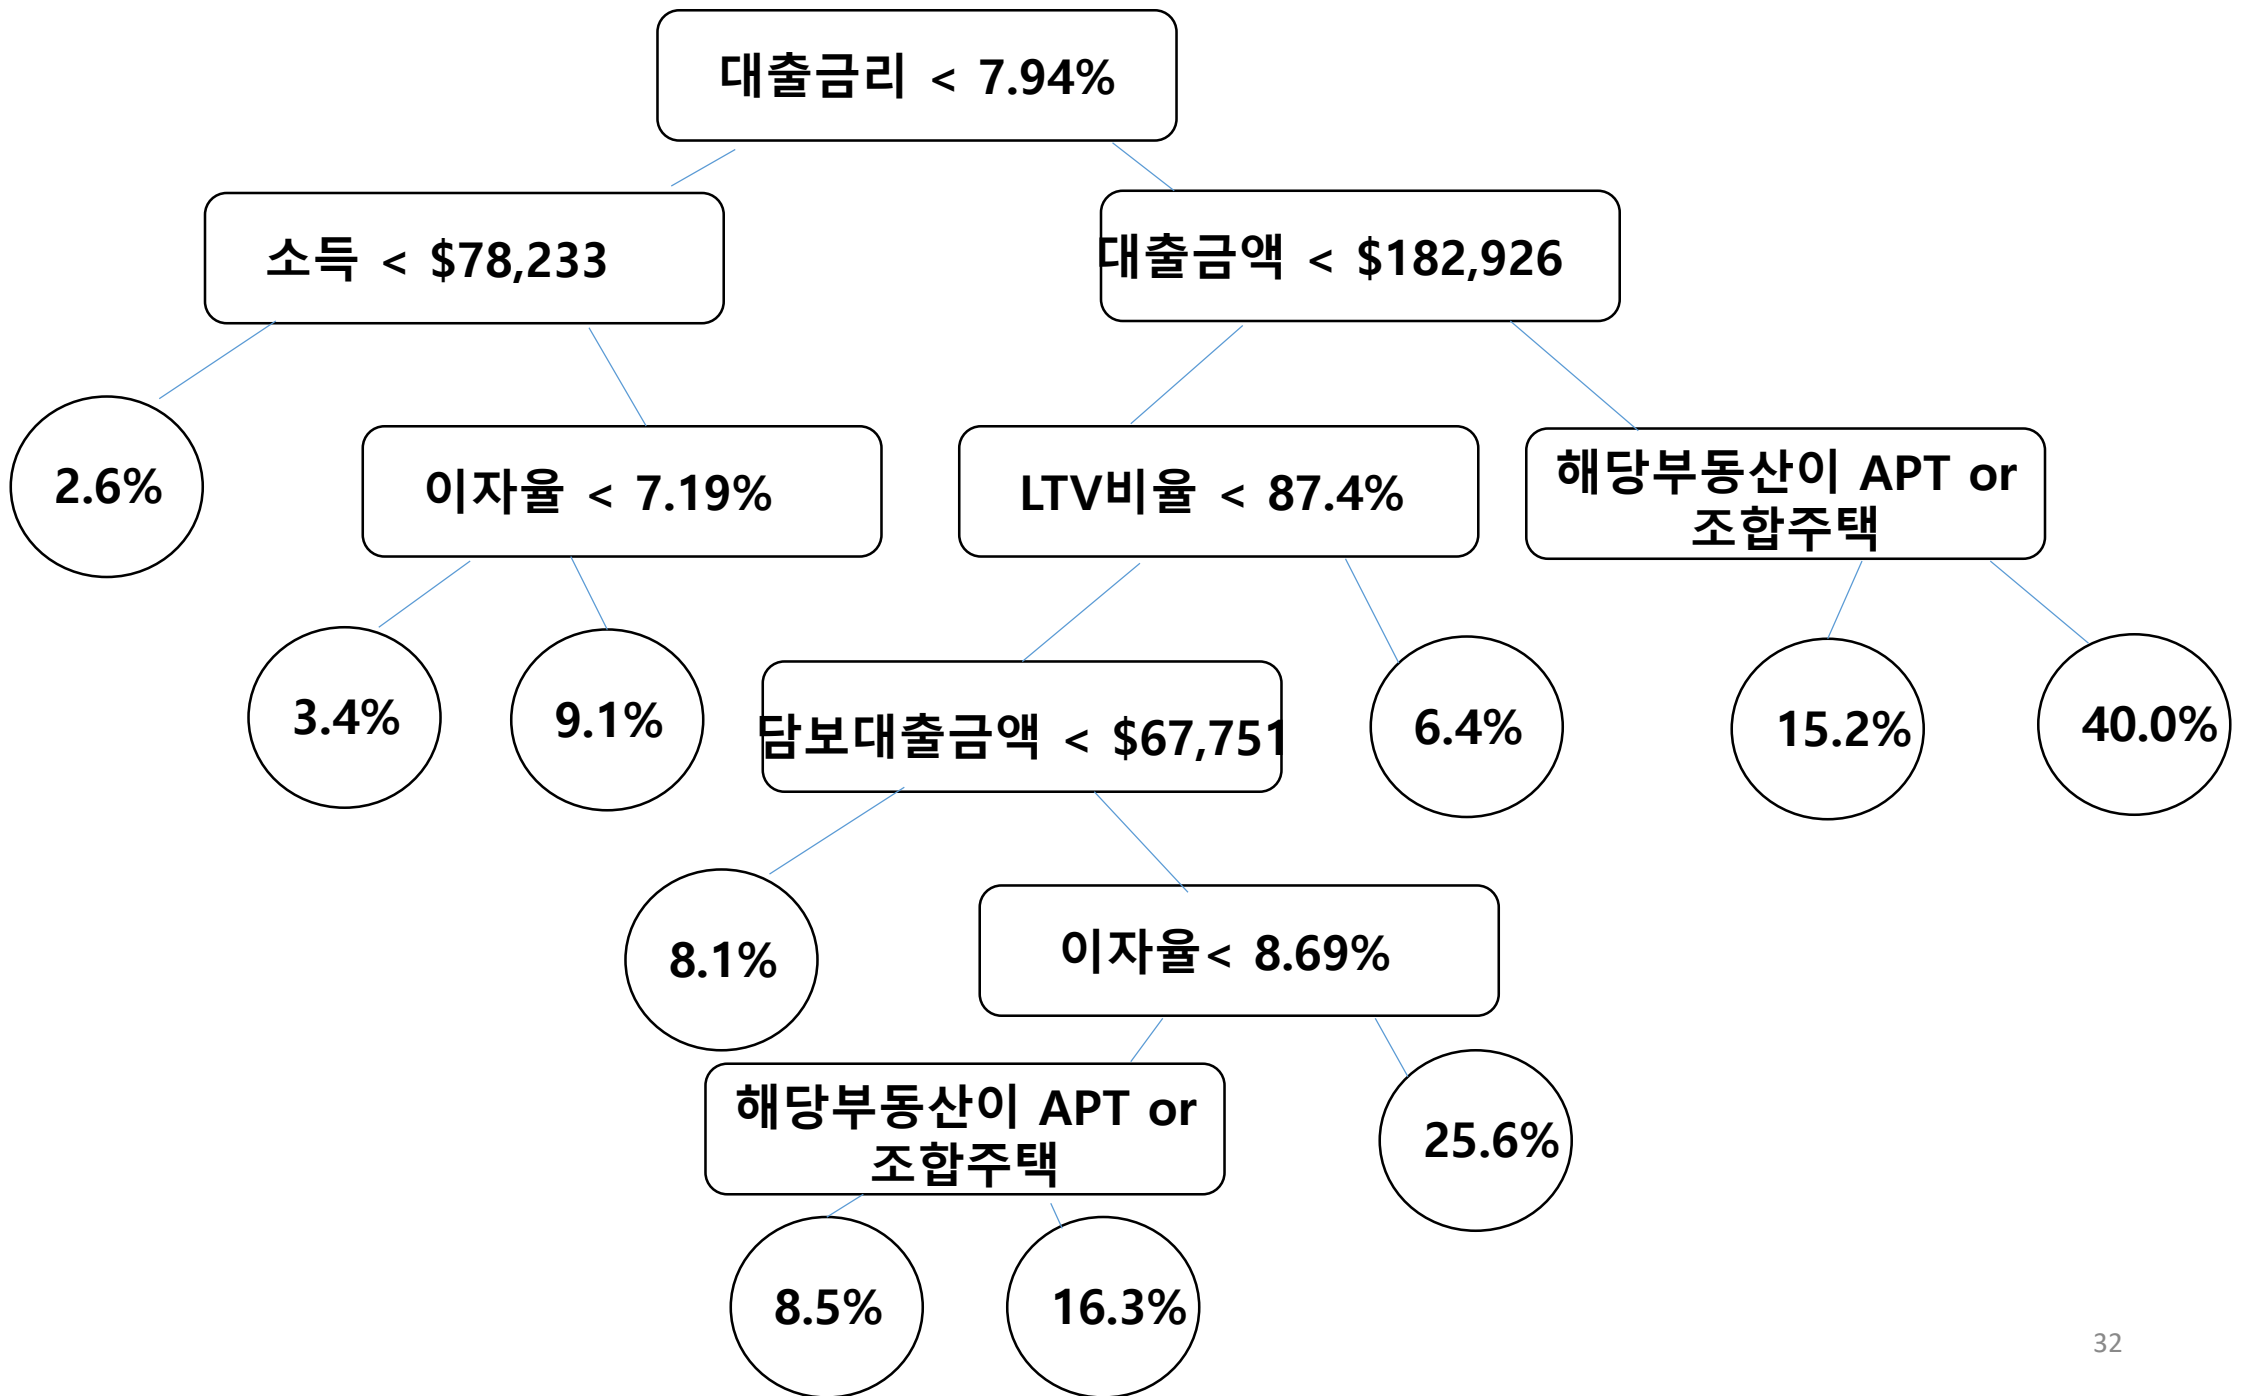 대출금리 < 7.94%
소득 < $78,233
대출금액 < $182,926
2.6%
이자율 < 7.19%
LTV비율 < 87.4%
해당부동산이 APT or
조합주택
3.4%
9.1%
담보대출금액 < $67,751
6.4%
15.2%
40.0%
8.1%
이자율< 8.69%
해당부동산이 APT or
조합주택
25.6%
8.5%
16.3%
32